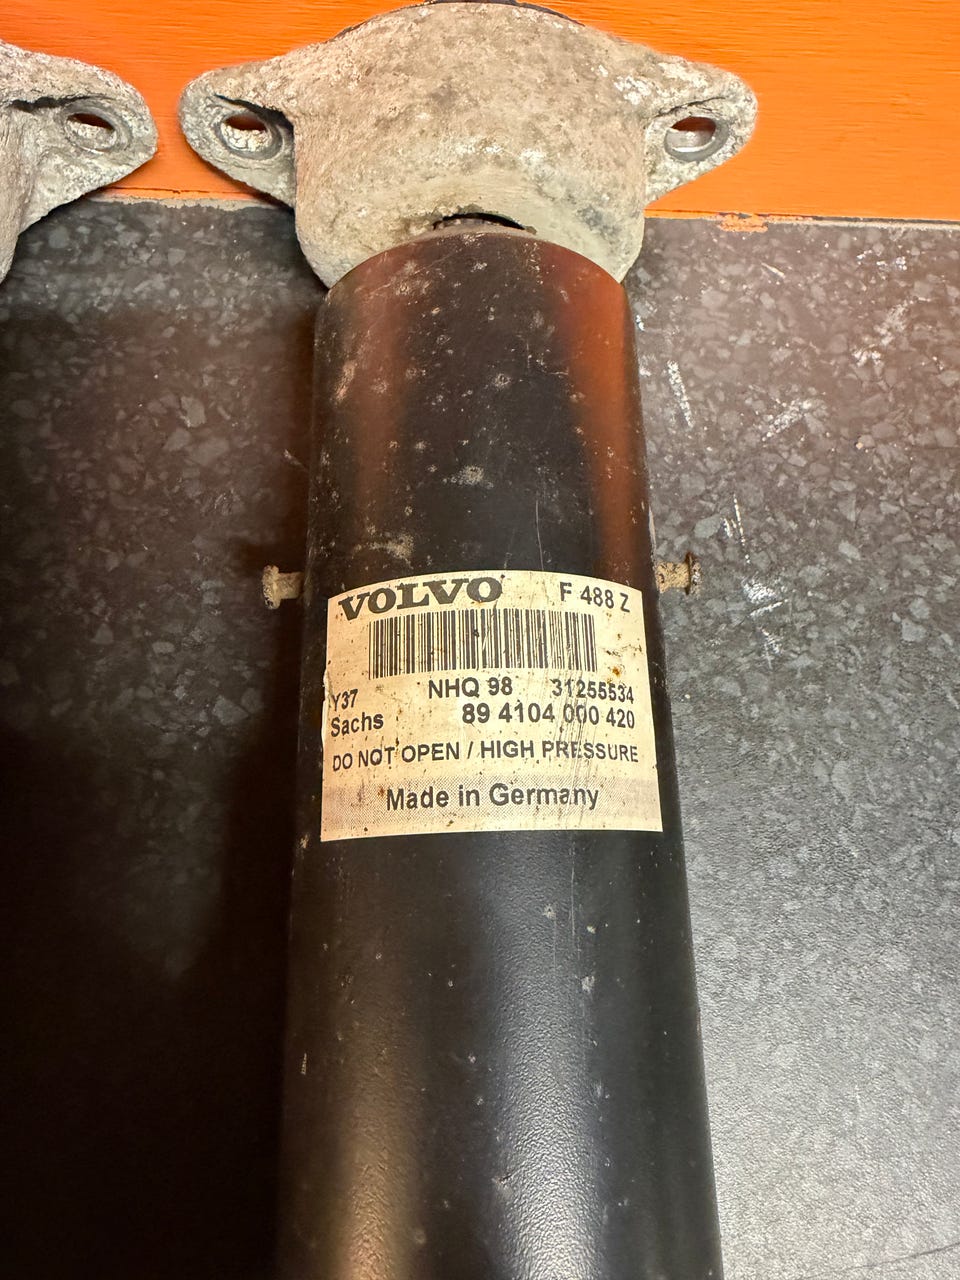 VOLVO F 488 Z
Y37 NHQ 98 31255534
Sachs 89 4104 000 420
DO NOT OPEN / HIGH PRESSURE
Made in Germany